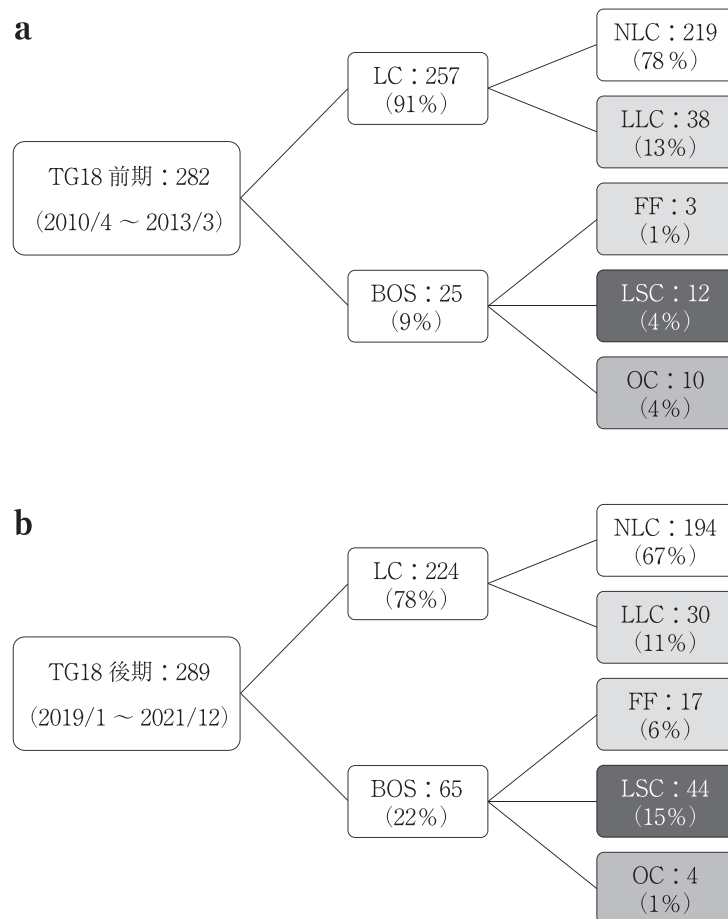 a
TG18 前期：282
(2010/4 ～ 2013/3)
LC：257
(91%)
BOS：25
(9%)
NLC：219
(78%)
LLC：38
(13%)
FF：3
(1%)
LSC：12
(4%)
OC：10
(4%)
b
TG18 後期：289
(2019/1 ～ 2021/12)
LC：224
(78%)
BOS：65
(22%)
NLC：194
(67%)
LLC：30
(11%)
FF：17
(6%)
LSC：44
(15%)
OC：4
(1%)